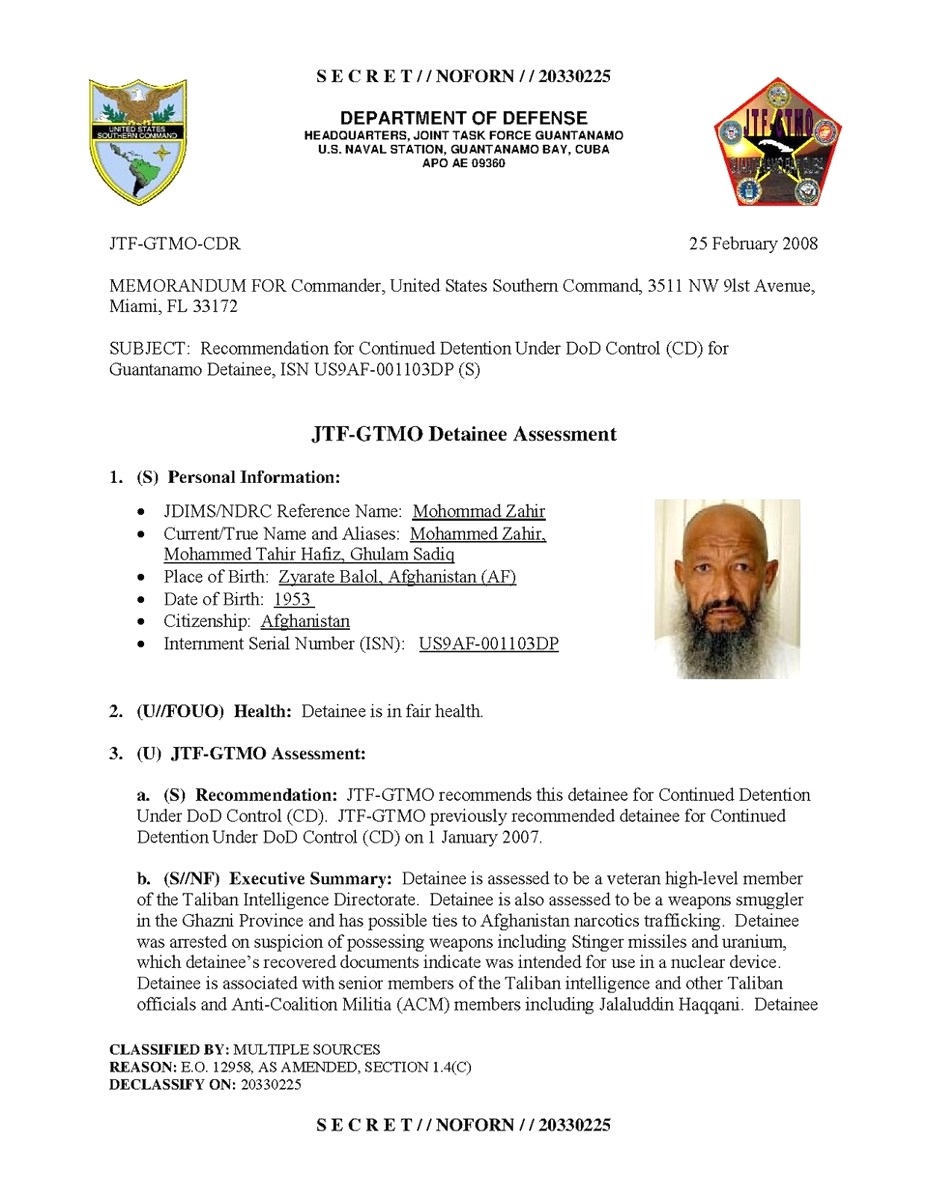 S E C R E T / / NOFORN / / 20330225
DEPARTMENT OF DEFENSE
HEADQUARTERS, JOINT TASK FORCE GUANTANAMO
U.S. NAVAL STATION, GUANTANAMO BAY, CUBA
APO AE 09360
UNITED STATES
SOUTHERN COMMAND
JTF-GTMO
JTF-GTMO-CDR 25 February 2008
MEMORANDUM FOR Commander, United States Southern Command, 3511 NW 9lst Avenue,
Miami, FL 33172
SUBJECT: Recommendation for Continued Detention Under DoD Control (CD) for
Guantanamo Detainee, ISN US9AF-001103DP (S)
JTF-GTMO Detainee Assessment
1. (S) Personal Information:
• JDIMS/NDRC Reference Name: Mohommad Zahir
• Current/True Name and Aliases: Mohammed Zahir,
Mohammed Tahir Hafiz, Ghulam Sadiq
• Place of Birth: Zyarate Balol, Afghanistan (AF)
• Date of Birth: 1953
• Citizenship: Afghanistan
• Internment Serial Number (ISN): US9AF-001103DP
2. (U//FOUO) Health: Detainee is in fair health.
3. (U) JTF-GTMO Assessment:
a. (S) Recommendation: JTF-GTMO recommends this detainee for Continued Detention
Under DoD Control (CD). JTF-GTMO previously recommended detainee for Continued
Detention Under DoD Control (CD) on 1 January 2007.
b. (S//NF) Executive Summary: Detainee is assessed to be a veteran high-level member
of the Taliban Intelligence Directorate. Detainee is also assessed to be a weapons smuggler
in the Ghazni Province and has possible ties to Afghanistan narcotics trafficking. Detainee
was arrested on suspicion of possessing weapons including Stinger missiles and uranium,
which detainee's recovered documents indicate was intended for use in a nuclear device.
Detainee is associated with senior members of the Taliban intelligence and other Taliban
officials and Anti-Coalition Militia (ACM) members including Jalaluddin Haqqani. Detainee
CLASSIFIED BY: MULTIPLE SOURCES
REASON: E.O. 12958, AS AMENDED, SECTION 1.4(C)
DECLASSIFY ON: 20330225
S E C R E T / / NOFORN / / 20330225